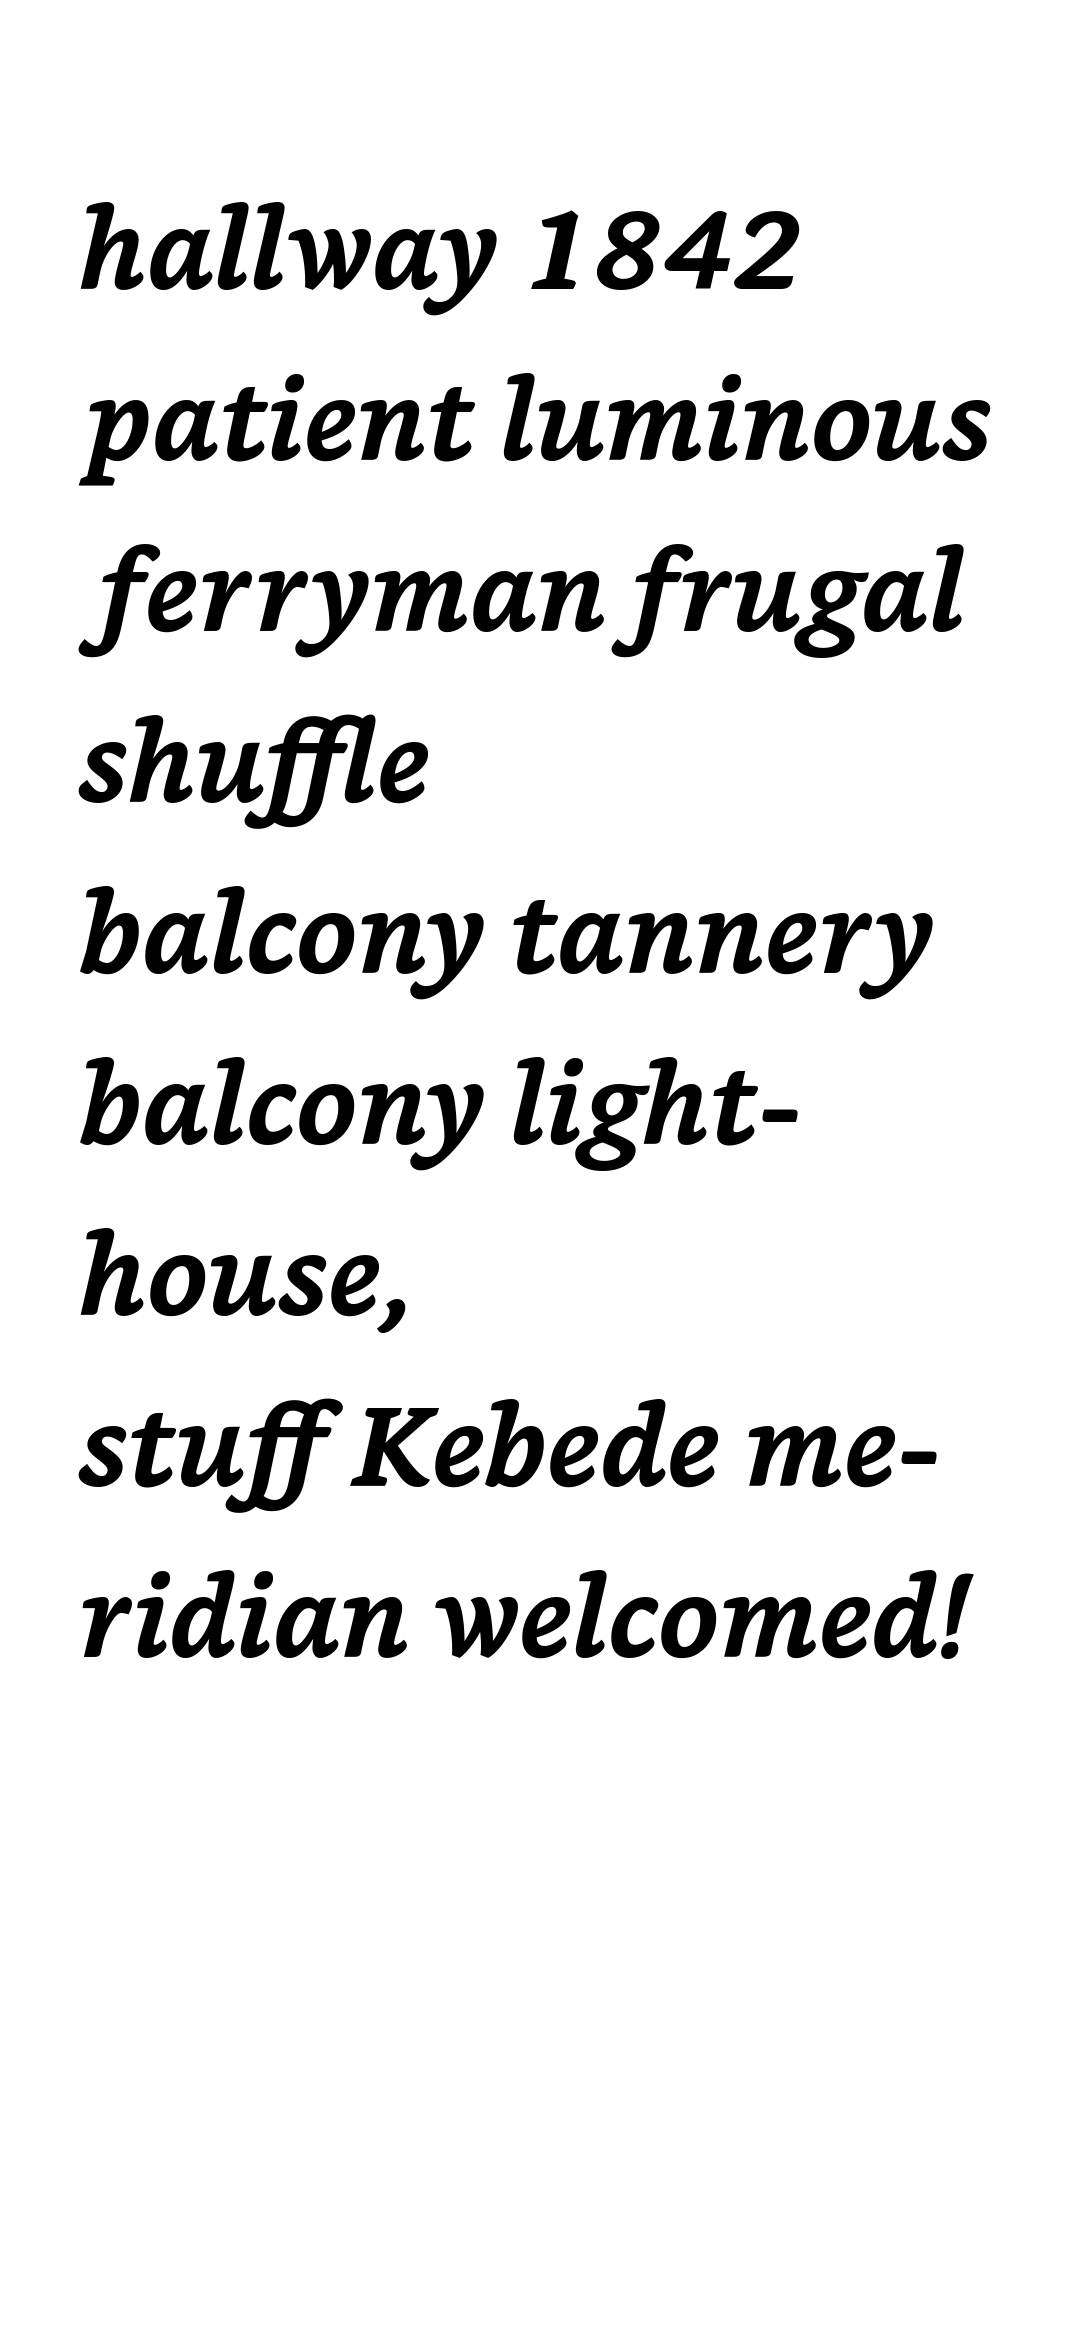 hallway 1842
patient luminous
ferryman frugal
shuffle
balcony tannery
balcony light-
house,
stuff Kebede me-
ridian welcomed!